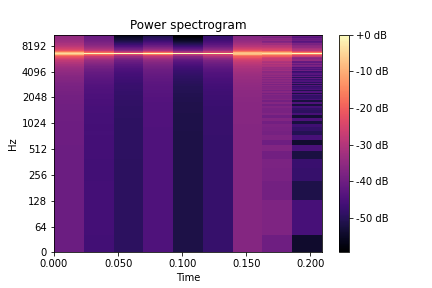 Power spectrogram
8192
4096
2048
1024
512
256
128
64
0
Hz
0.000 0.050 0.100 0.150 0.200
Time
+0 dB
-10 dB
-20 dB
-30 dB
-40 dB
-50 dB